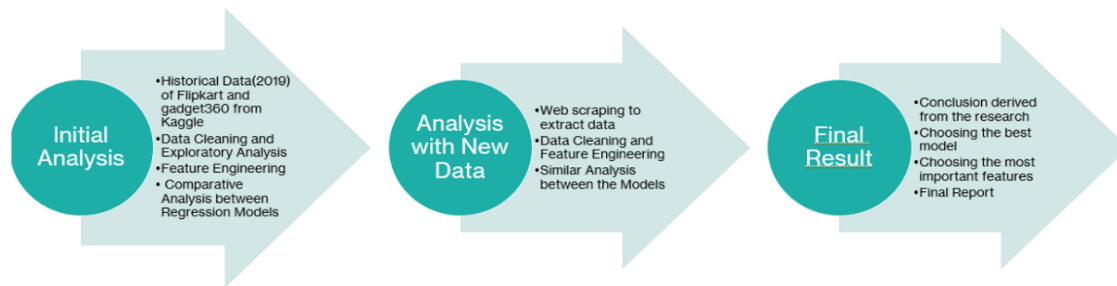 Initial
Analysis
•Historical Data(2019)
of Flipkart and
gadget360 from
Kaggle
•Data Cleaning and
Exploratory Analysis
•Feature Engineering
• Comparative
Analysis between
Regression Models
Analysis
with New
Data
•Web scraping to
extract data
•Data Cleaning and
Feature Engineering
•Similar Analysis
between the Models
Final
Result
•Conclusion derived
from the research
•Choosing the best
model
•Choosing the most
important features
•Final Report